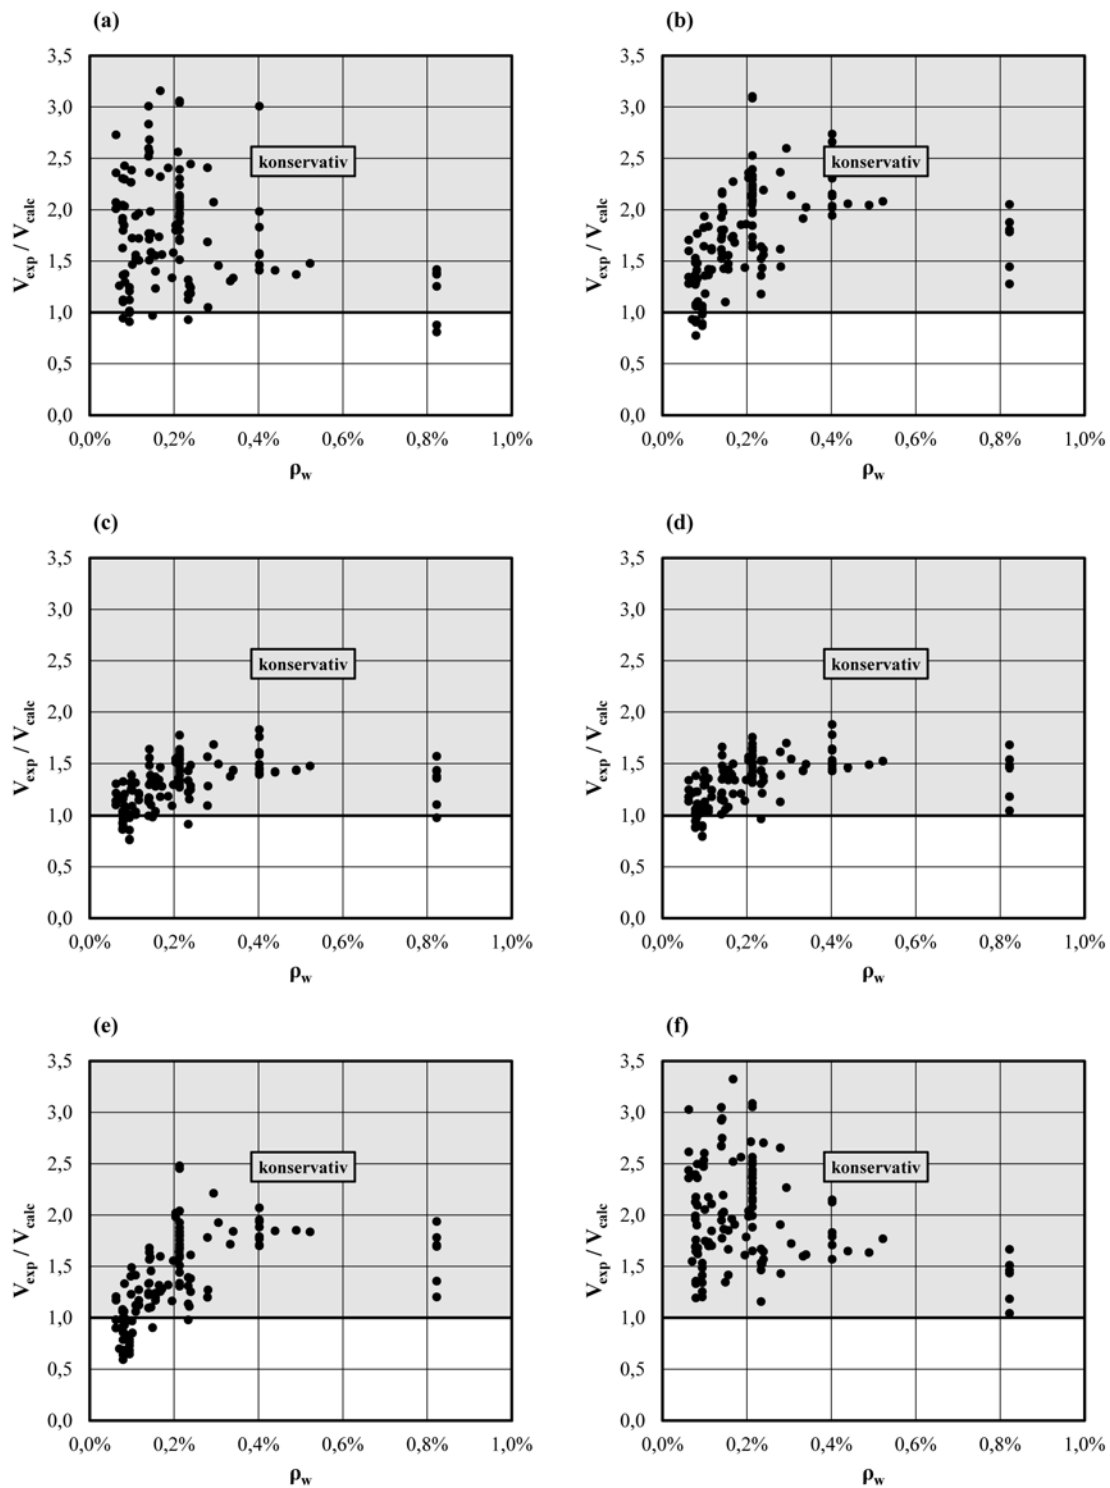 (a)
3,5
3,0
2,5
2,0
1,5
1,0
0,5
0,0
V_exp / V_calc
konservativ
0,0% 0,2% 0,4% 0,6% 0,8% 1,0%
ρ_w
(b)
3,5
3,0
2,5
2,0
1,5
1,0
0,5
0,0
V_exp / V_calc
konservativ
0,0% 0,2% 0,4% 0,6% 0,8% 1,0%
ρ_w
(c)
3,5
3,0
2,5
2,0
1,5
1,0
0,5
0,0
V_exp / V_calc
konservativ
0,0% 0,2% 0,4% 0,6% 0,8% 1,0%
ρ_w
(d)
3,5
3,0
2,5
2,0
1,5
1,0
0,5
0,0
V_exp / V_calc
konservativ
0,0% 0,2% 0,4% 0,6% 0,8% 1,0%
ρ_w
(e)
3,5
3,0
2,5
2,0
1,5
1,0
0,5
0,0
V_exp / V_calc
konservativ
0,0% 0,2% 0,4% 0,6% 0,8% 1,0%
ρ_w
(f)
3,5
3,0
2,5
2,0
1,5
1,0
0,5
0,0
V_exp / V_calc
konservativ
0,0% 0,2% 0,4% 0,6% 0,8% 1,0%
ρ_w